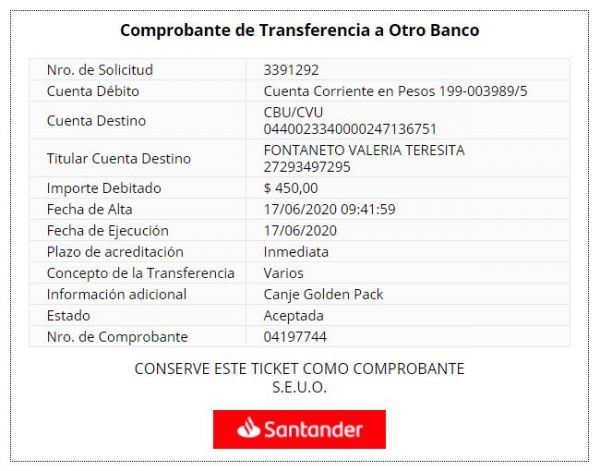 Comprobante de Transferencia a Otro Banco
Nro. de Solicitud 3391292
Cuenta Débito Cuenta Corriente en Pesos 199-003989/5
Cuenta Destino CBU/CVU
0440023340000247136751
Titular Cuenta Destino FONTANETO VALERIA TERESITA
27293497295
Importe Debitado $ 450,00
Fecha de Alta 17/06/2020 09:41:59
Fecha de Ejecución 17/06/2020
Plazo de acreditación Inmediata
Concepto de la Transferencia Varios
Información adicional Canje Golden Pack
Estado Aceptada
Nro. de Comprobante 04197744
CONSERVE ESTE TICKET COMO COMPROBANTE
S.E.U.O.
Santander